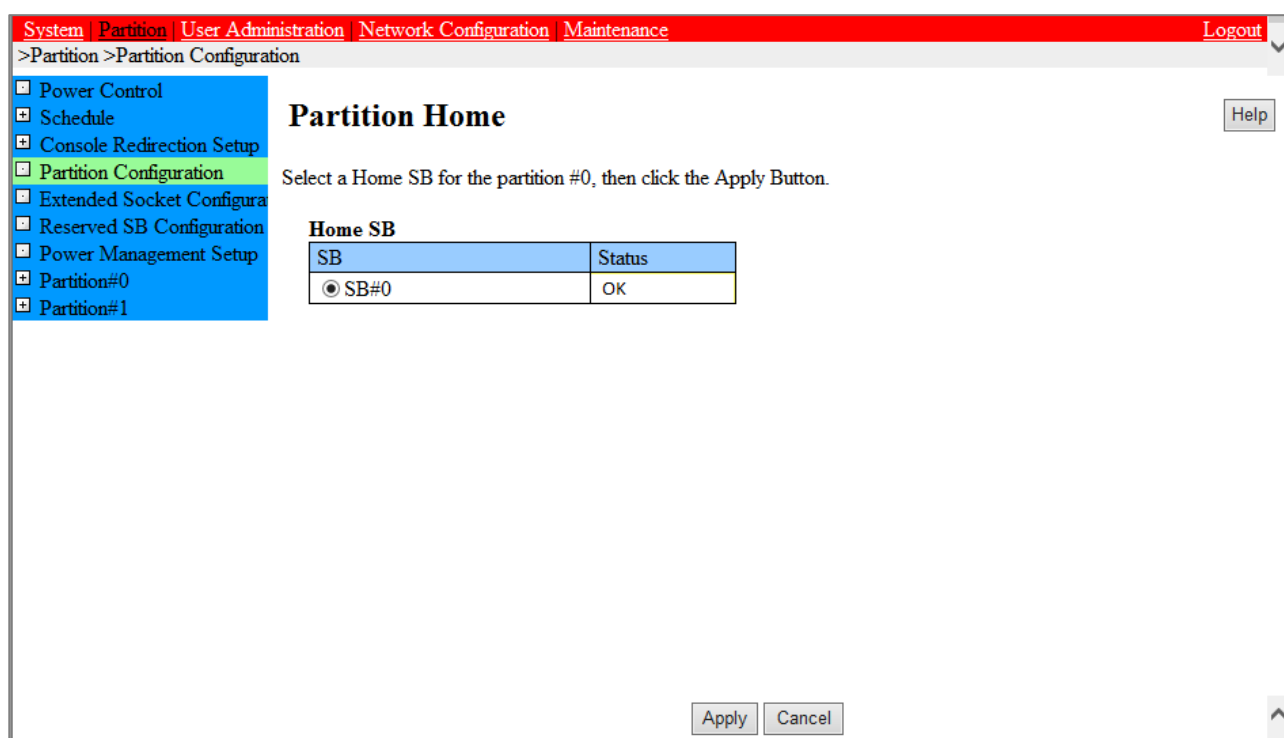 System | Partition | User Administration | Network Configuration | Maintenance Logout
>Partition >Partition Configuration
Power Control
Schedule
Console Redirection Setup
Partition Configuration
Extended Socket Configura
Reserved SB Configuration
Power Management Setup
Partition#0
Partition#1
Partition Home
Help
Select a Home SB for the partition #0, then click the Apply Button.
Home SB
SB Status
SB#0 OK
Apply Cancel